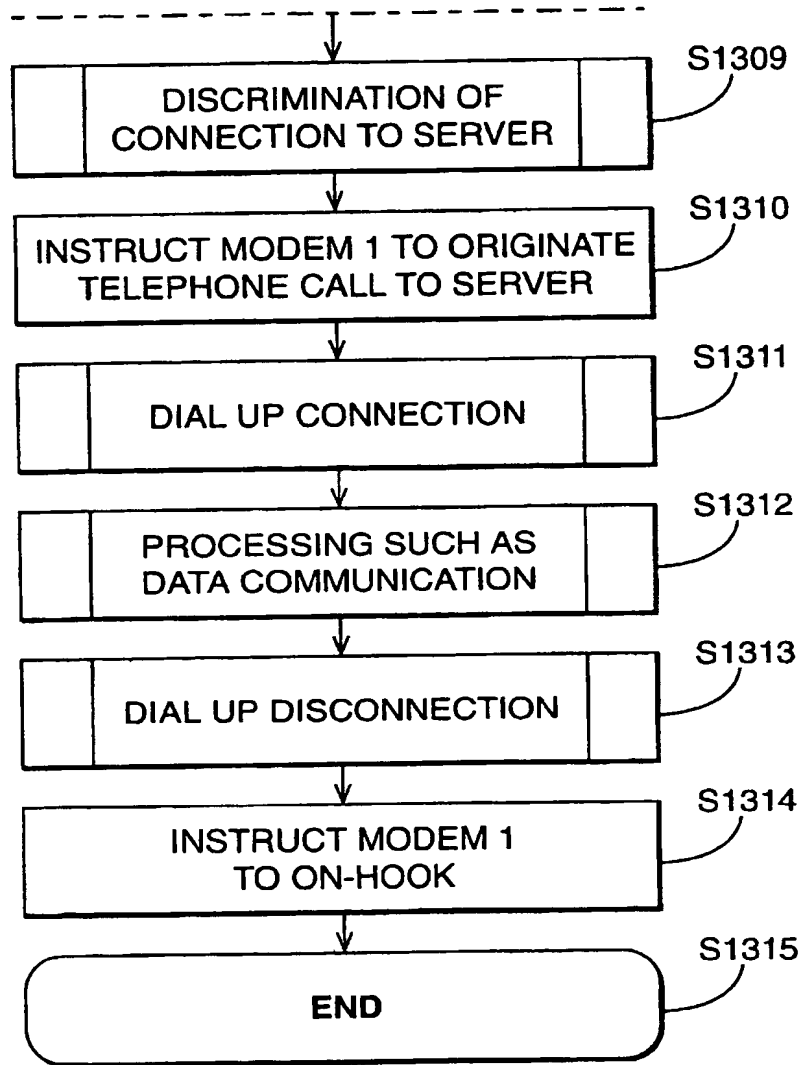 S1309
DISCRIMINATION OF
CONNECTION TO SERVER
S1310
INSTRUCT MODEM 1 TO ORIGINATE
TELEPHONE CALL TO SERVER
S1311
DIAL UP CONNECTION
S1312
PROCESSING SUCH AS
DATA COMMUNICATION
S1313
DIAL UP DISCONNECTION
S1314
INSTRUCT MODEM 1
TO ON-HOOK
S1315
END